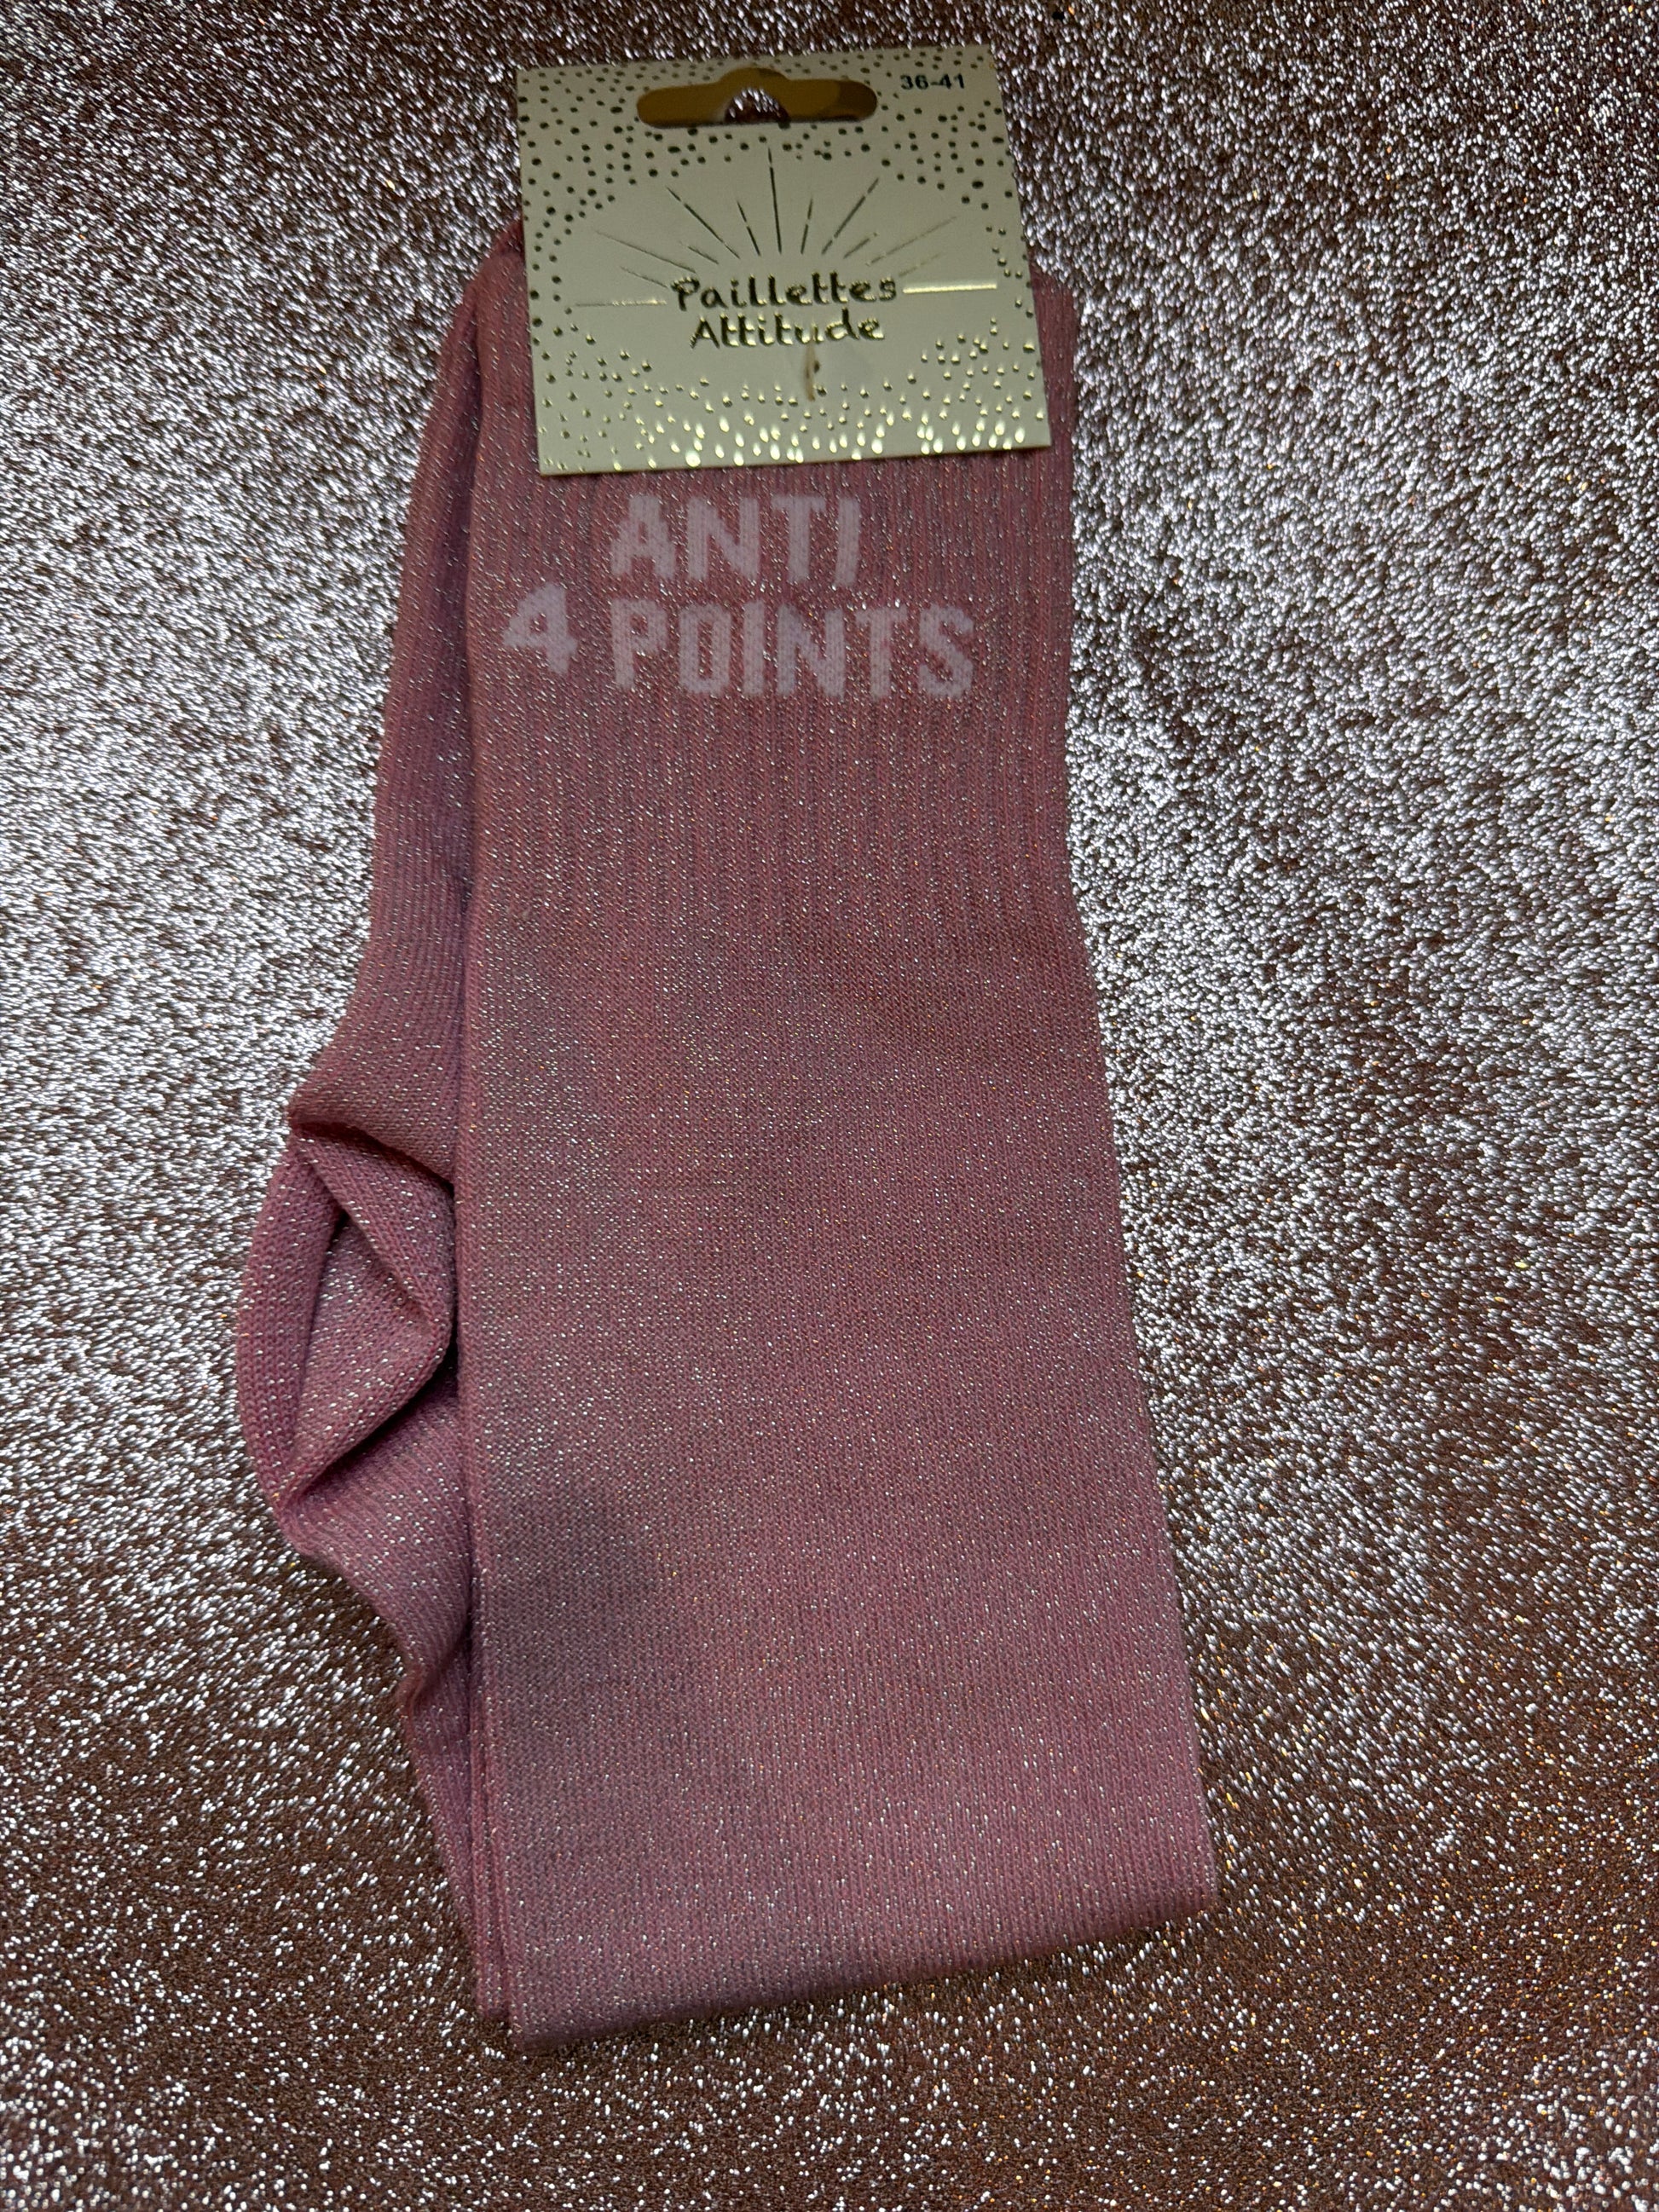 36-41
Paillettes
Attitude
ANTI
4 POINTS